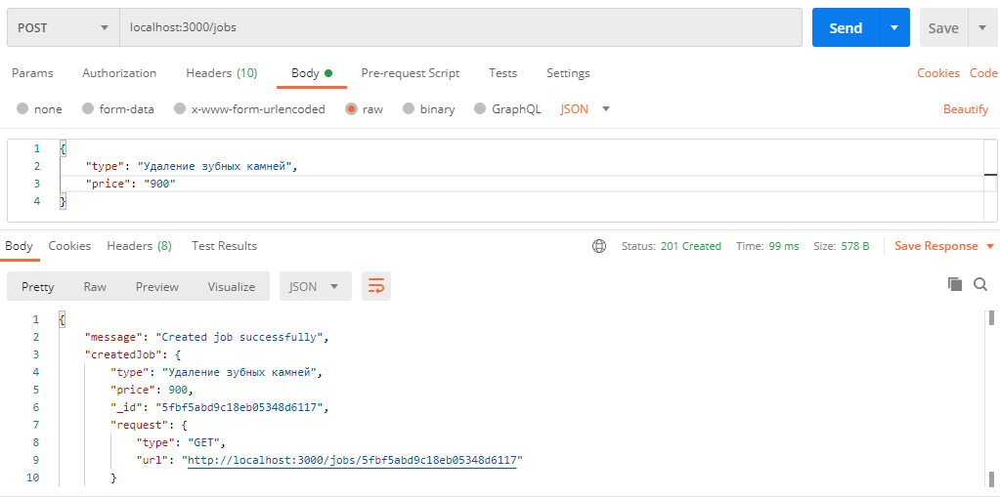 POST localhost:3000/jobs Send Save
Params Authorization Headers (10) Body Pre-request Script Tests Settings Cookies Code
none form-data x-www-form-urlencoded raw binary GraphQL JSON Beautify
1 {
2 "type": "Удаление зубных камней",
3 "price": "900"
4 }
Body Cookies Headers (8) Test Results Status: 201 Created Time: 99 ms Size: 578 B Save Response
Pretty Raw Preview Visualize JSON
1 {
2 "message": "Created job successfully",
3 "createdJob": {
4 "type": "Удаление зубных камней",
5 "price": 900,
6 "_id": "5fbf5abd9c18eb05348d6117",
7 "request": {
8 "type": "GET",
9 "url": "http://localhost:3000/jobs/5fbf5abd9c18eb05348d6117"
10 }